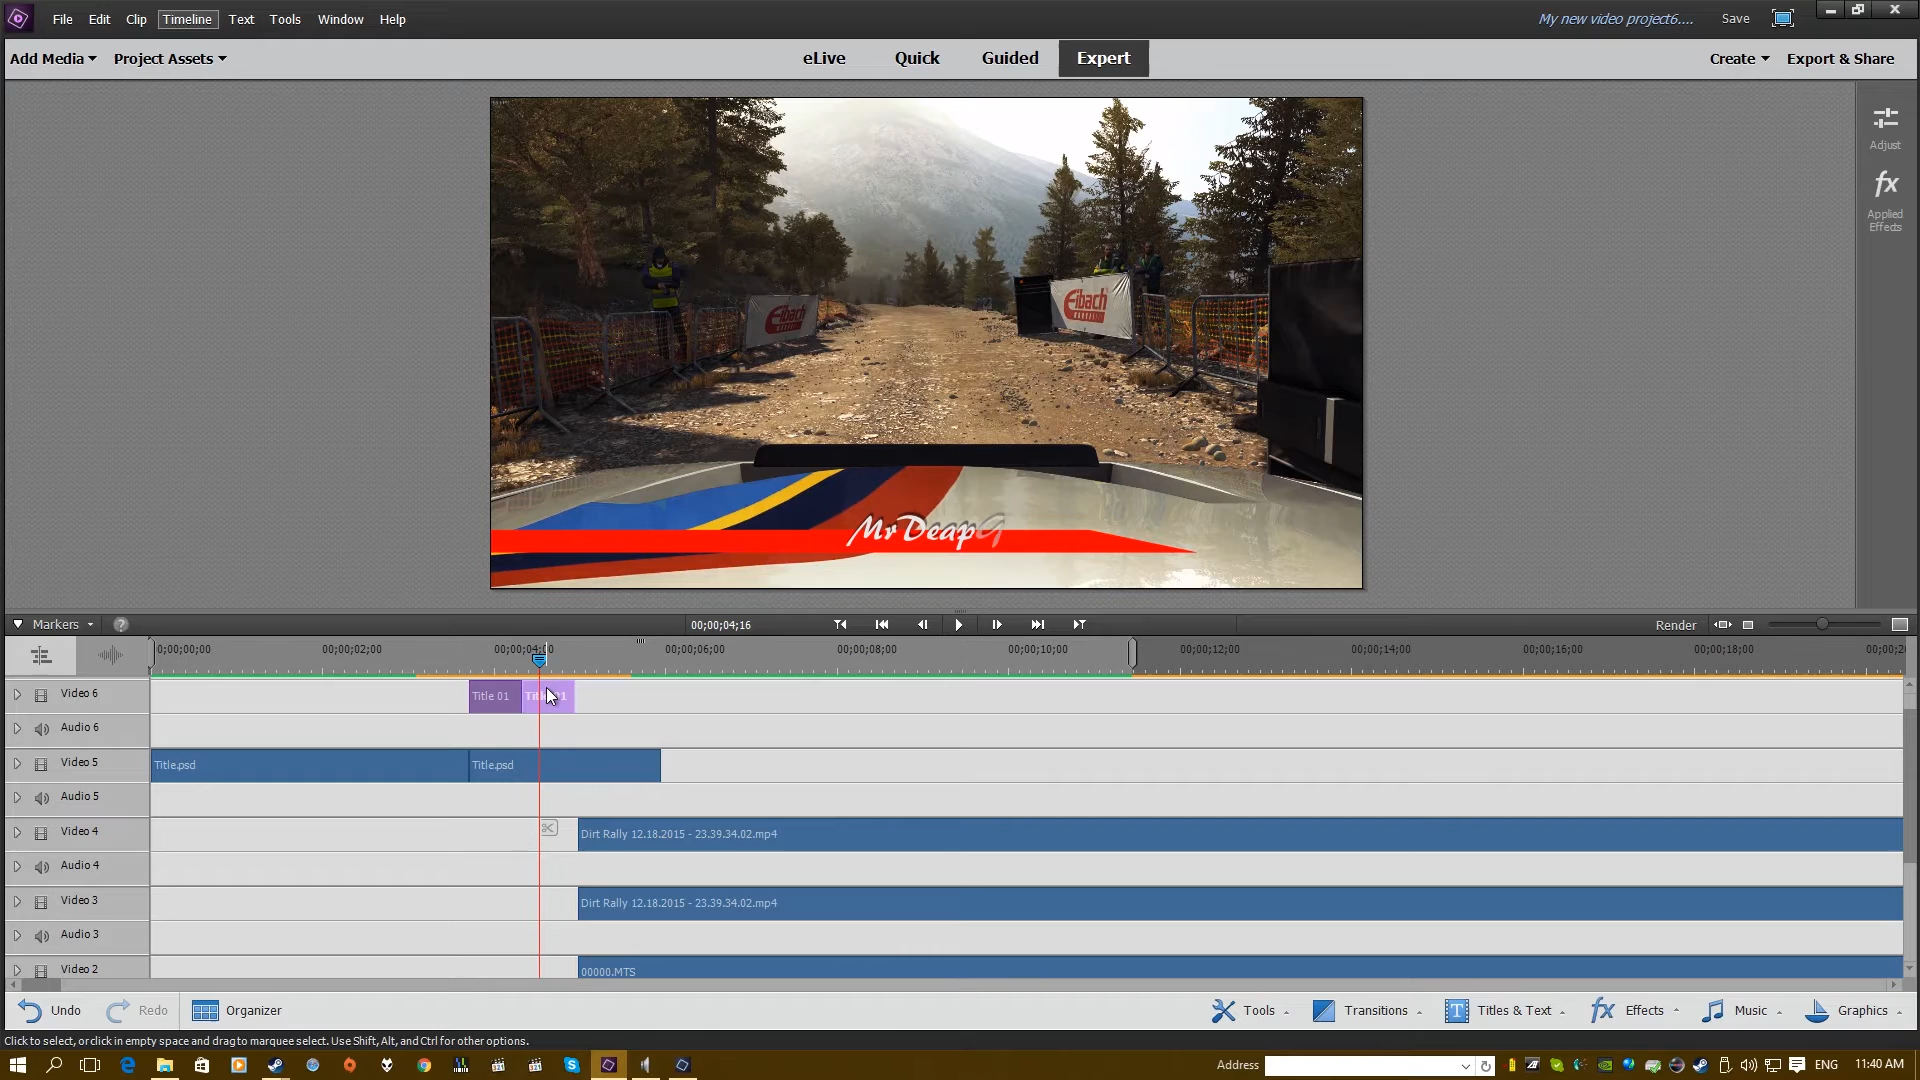 File Edit Clip Timeline Text Tools Window Help
My new video project6.... Save
Add Media Project Assets
eLive Quick Guided Expert
Create Export & Share
Adjust
fx
Applied
Effects
Eibach
Eibach
MrDeapG
Markers ? 00;00;04;16 Render
0;00;00;00 00;00;02;00 00;00;04;00 00;00;06;00 00;00;08;00 00;00;10;00 00;00;12;00 00;00;14;00 00;00;16;00 00;00;18;00
Video 6 Title 01
Audio 6
Video 5 Title.psd Title.psd
Audio 5
Video 4 Dirt Rally 12.18.2015 - 23.39.34.02.mp4
Audio 4
Video 3 Dirt Rally 12.18.2015 - 23.39.34.02.mp4
Audio 3
Video 2 00000.MTS
Undo Redo Organizer
Tools Transitions Titles & Text Effects Music Graphics
Click to select, or click in empty space and drag to marquee select. Use Shift, Alt, and Ctrl for other options.
Address ENG 11:40 AM